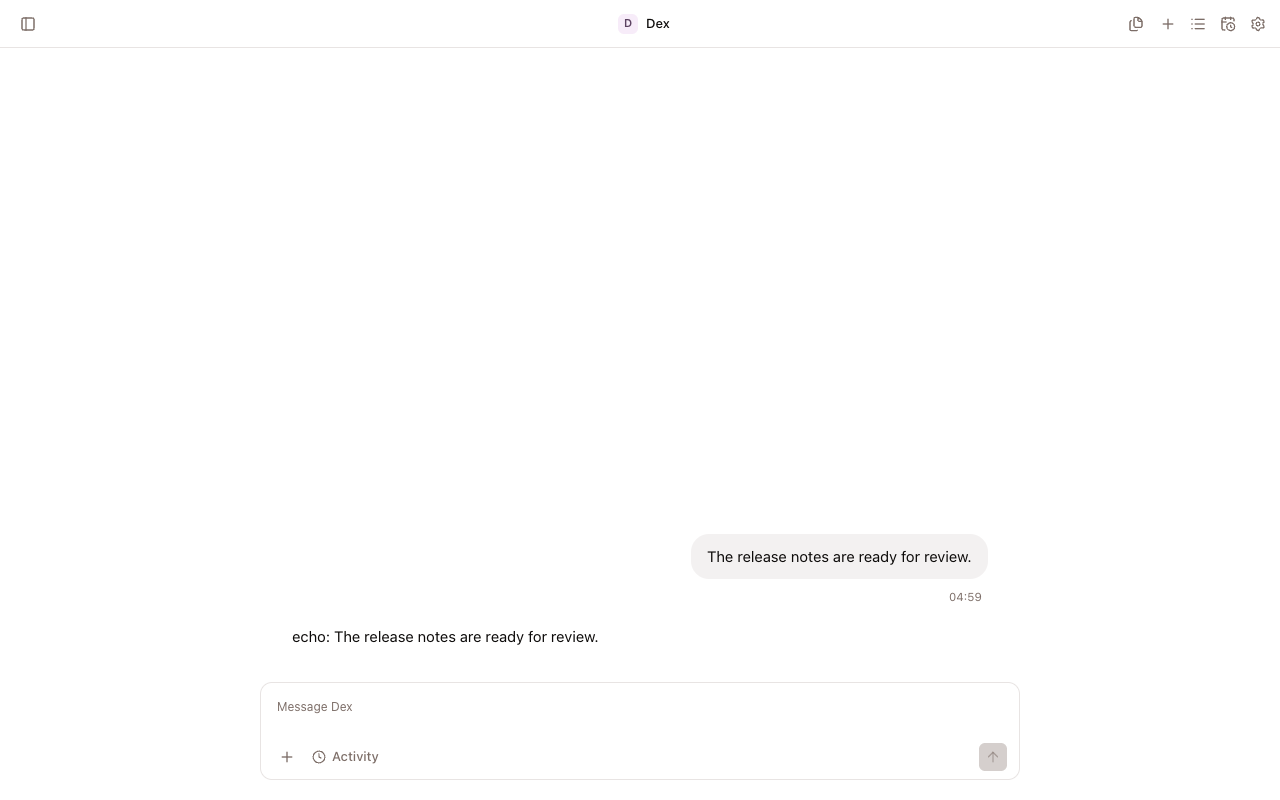 D Dex
The release notes are ready for review.
04:59
echo: The release notes are ready for review.
Message Dex
Activity